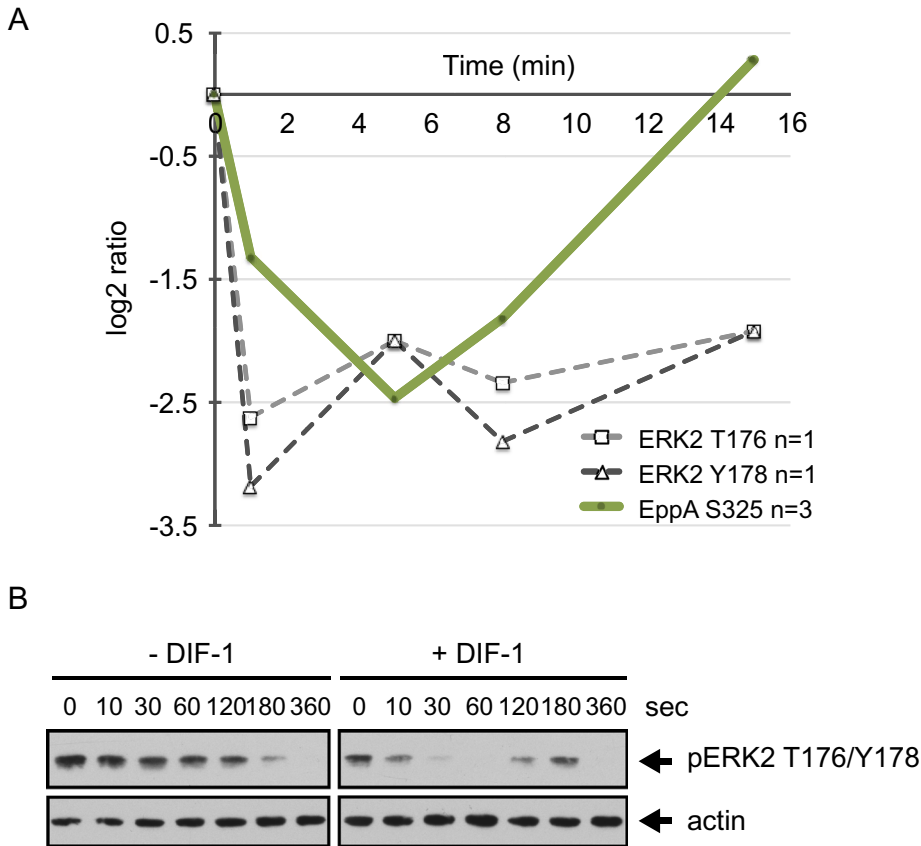 A
0.5
Time (min)
0 2 4 6 8 10 12 14 16
-0.5
-1.5
-2.5
-3.5
log2 ratio
ERK2 T176 n=1
ERK2 Y178 n=1
EppA S325 n=3
B
- DIF-1 + DIF-1
0 10 30 60 120 180 360 0 10 30 60 120 180 360 sec
pERK2 T176/Y178
actin